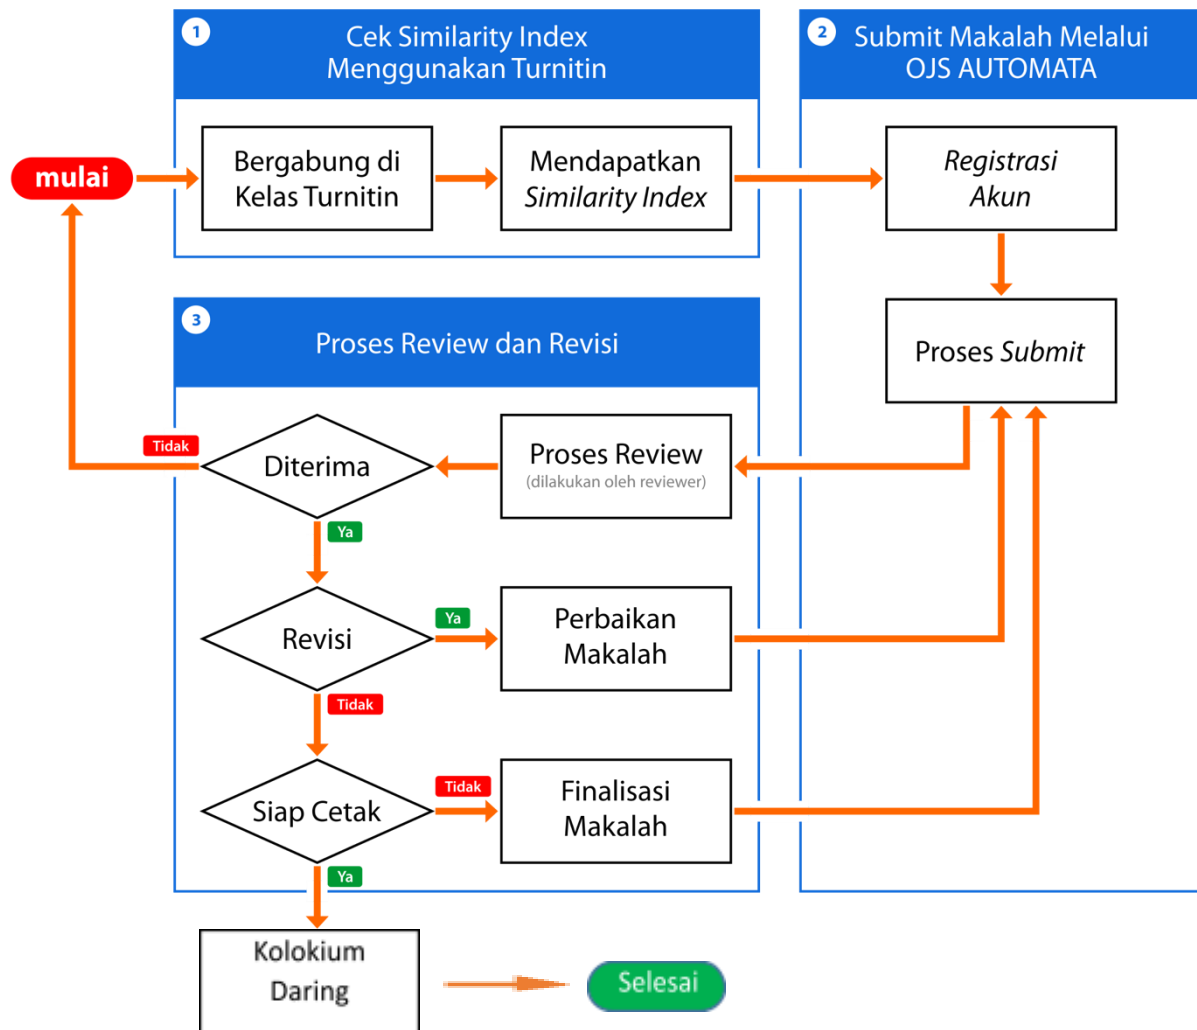 1
Cek Similarity Index
Menggunakan Turnitin
2
Submit Makalah Melalui
OJS AUTOMATA
mulai
Bergabung di
Kelas Turnitin
Mendapatkan
Similarity Index
Registrasi
Akun
Proses Submit
3
Proses Review dan Revisi
Tidak
Diterima
Proses Review
(dilakukan oleh reviewer)
Ya
Revisi
Ya
Perbaikan
Makalah
Tidak
Siap Cetak
Tidak
Finalisasi
Makalah
Ya
Kolokium
Daring
Selesai